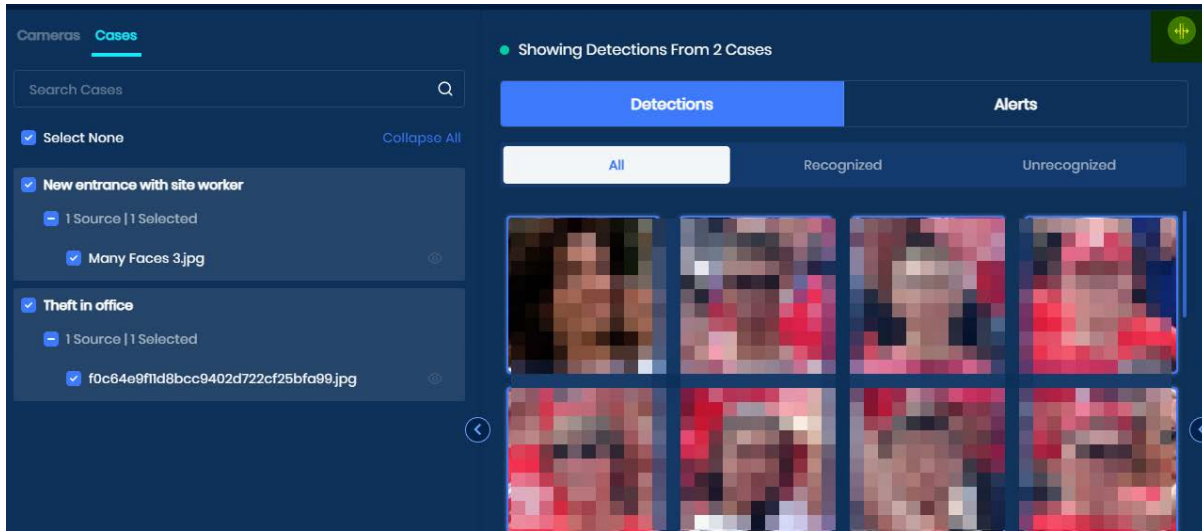 Cameras Cases
Search Cases
Select None Collapse All
New entrance with site worker
1 Source | 1 Selected
Many Faces 3.jpg
Theft in office
1 Source | 1 Selected
f0c64e9f11d8bcc9402d722cf25bfa99.jpg
Showing Detections From 2 Cases
Detections Alerts
All Recognized Unrecognized